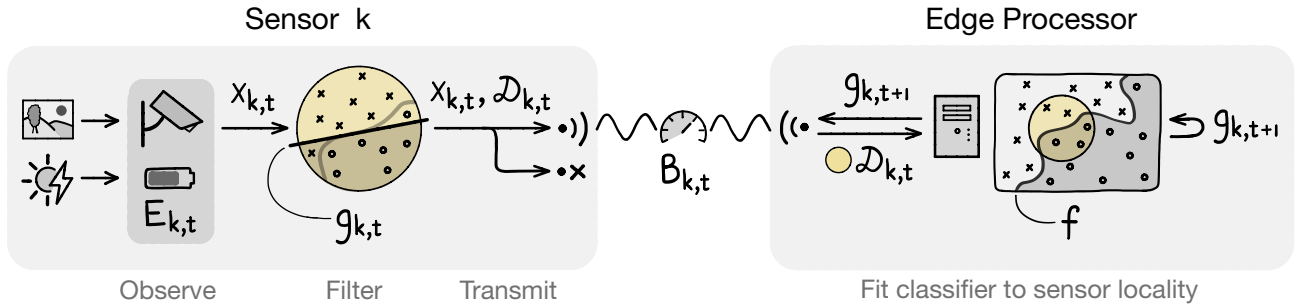 Sensor k
Edge Processor
x_{k,t}
x_{k,t}, 𝒟_{k,t}
g_{k,t+1}
g_{k,t+1}
𝒟_{k,t}
B_{k,t}
E_{k,t}
g_{k,t}
f
Observe
Filter
Transmit
Fit classifier to sensor locality